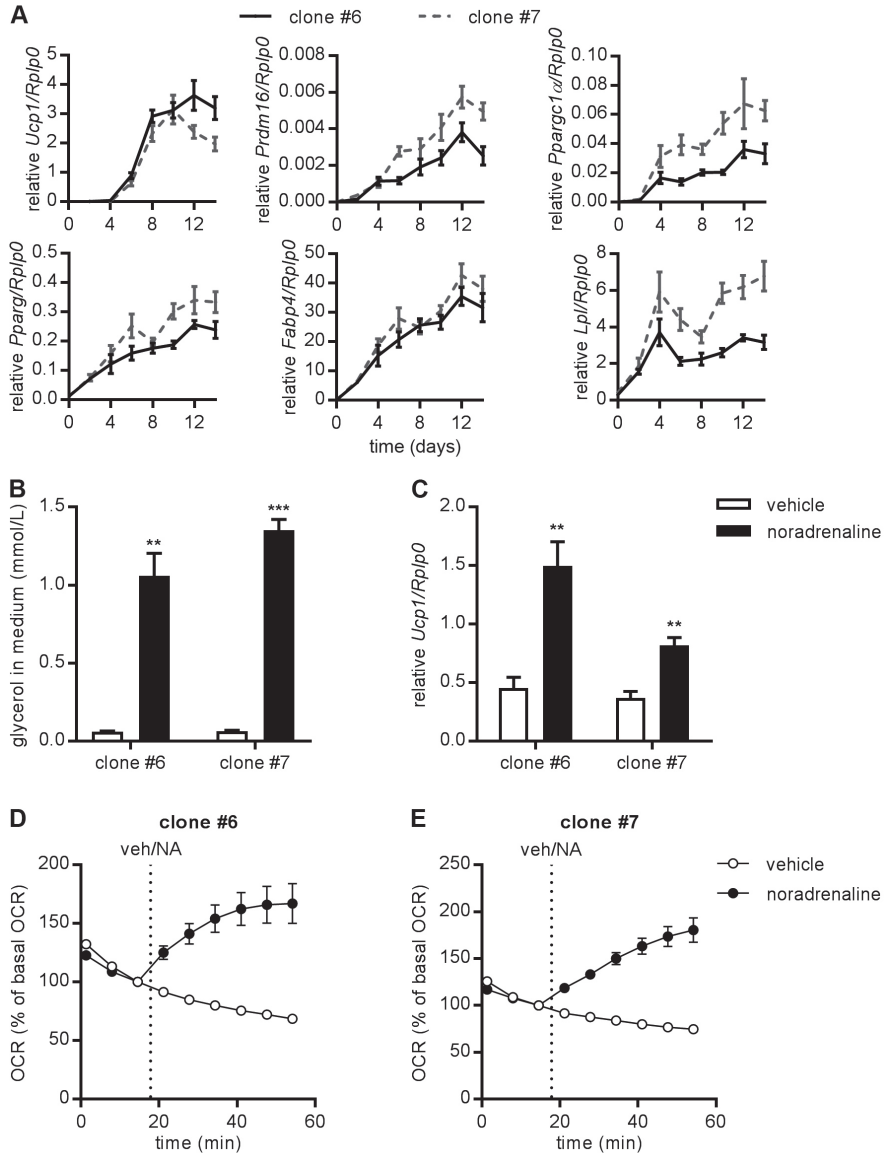 A
clone #6
clone #7
relative Ucp1/Rplp0
5
4
3
2
1
0
0 4 8 12
relative Prdm16/Rplp0
0.008
0.006
0.004
0.002
0.000
0 4 8 12
relative Ppargc1α/Rplp0
0.10
0.08
0.06
0.04
0.02
0.00
0 4 8 12
relative Pparg/Rplp0
0.5
0.4
0.3
0.2
0.1
0.0
0 4 8 12
relative Fabp4/Rplp0
50
40
30
20
10
0
0 4 8 12
time (days)
relative Lpl/Rplp0
8
6
4
2
0
0 4 8 12
B
glycerol in medium (mmol/L)
1.5
1.0
0.5
0.0
**
***
clone #6 clone #7
C
relative Ucp1/Rplp0
2.0
1.5
1.0
0.5
0.0
**
**
clone #6 clone #7
vehicle
noradrenaline
D
clone #6
veh/NA
OCR (% of basal OCR)
200
150
100
50
0
0 20 40 60
time (min)
E
clone #7
veh/NA
OCR (% of basal OCR)
250
200
150
100
50
0
0 20 40 60
time (min)
vehicle
noradrenaline